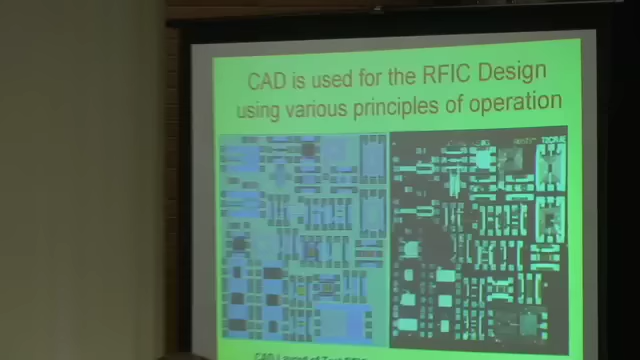 CAD is used for the RFIC Design
using various principles of operation